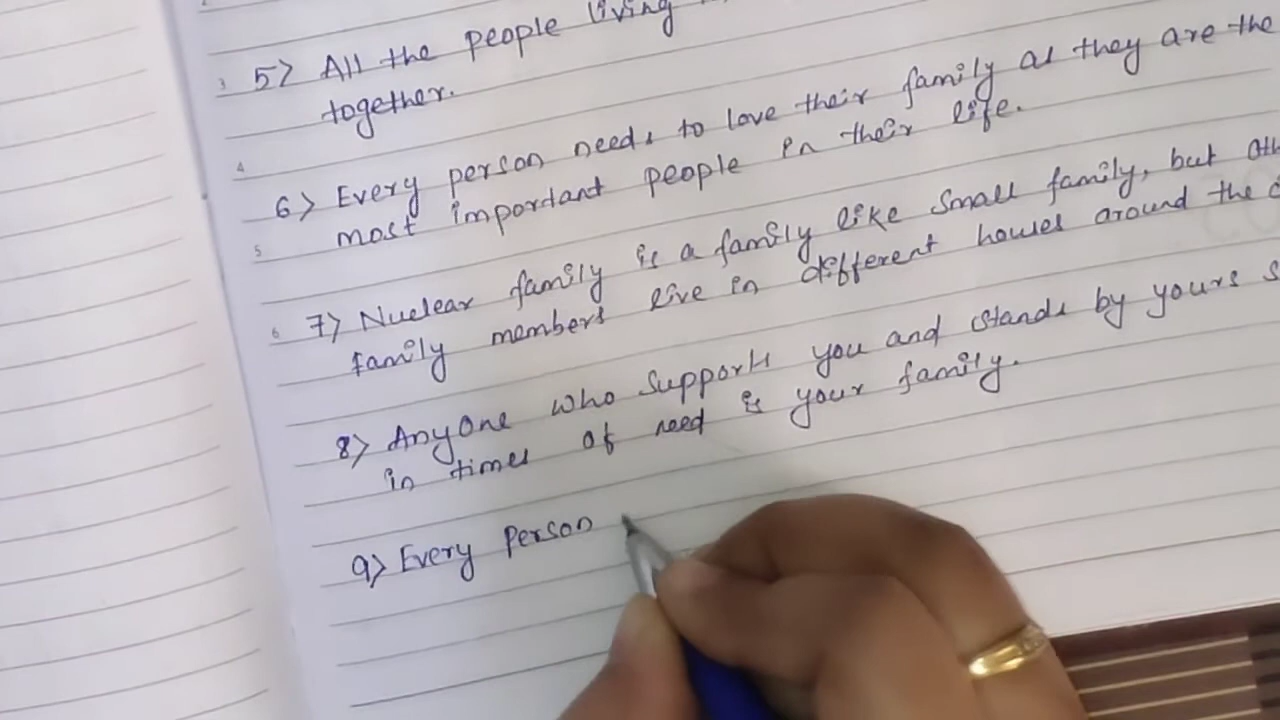 5) All the people living
together.
6) Every person needs to love their family as they are the
most important people in their life.
7) Nuclear family is a family like small family, but
family members live in different houses around the
8) Anyone who supports you and stands by yours
in times of need is your family.
9) Every person